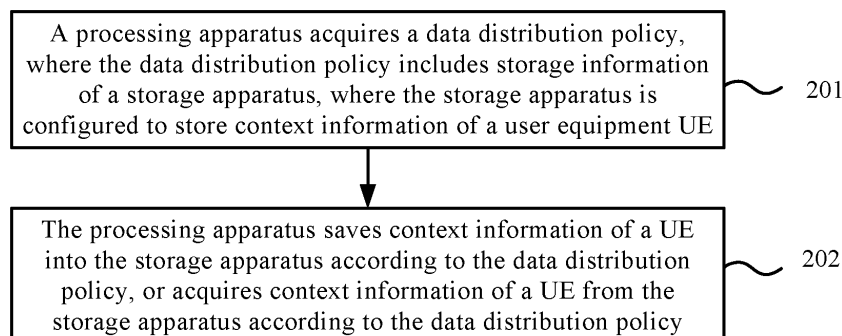 A processing apparatus acquires a data distribution policy,
where the data distribution policy includes storage information
of a storage apparatus, where the storage apparatus is
configured to store context information of a user equipment UE
201
The processing apparatus saves context information of a UE
into the storage apparatus according to the data distribution
policy, or acquires context information of a UE from the
storage apparatus according to the data distribution policy
202